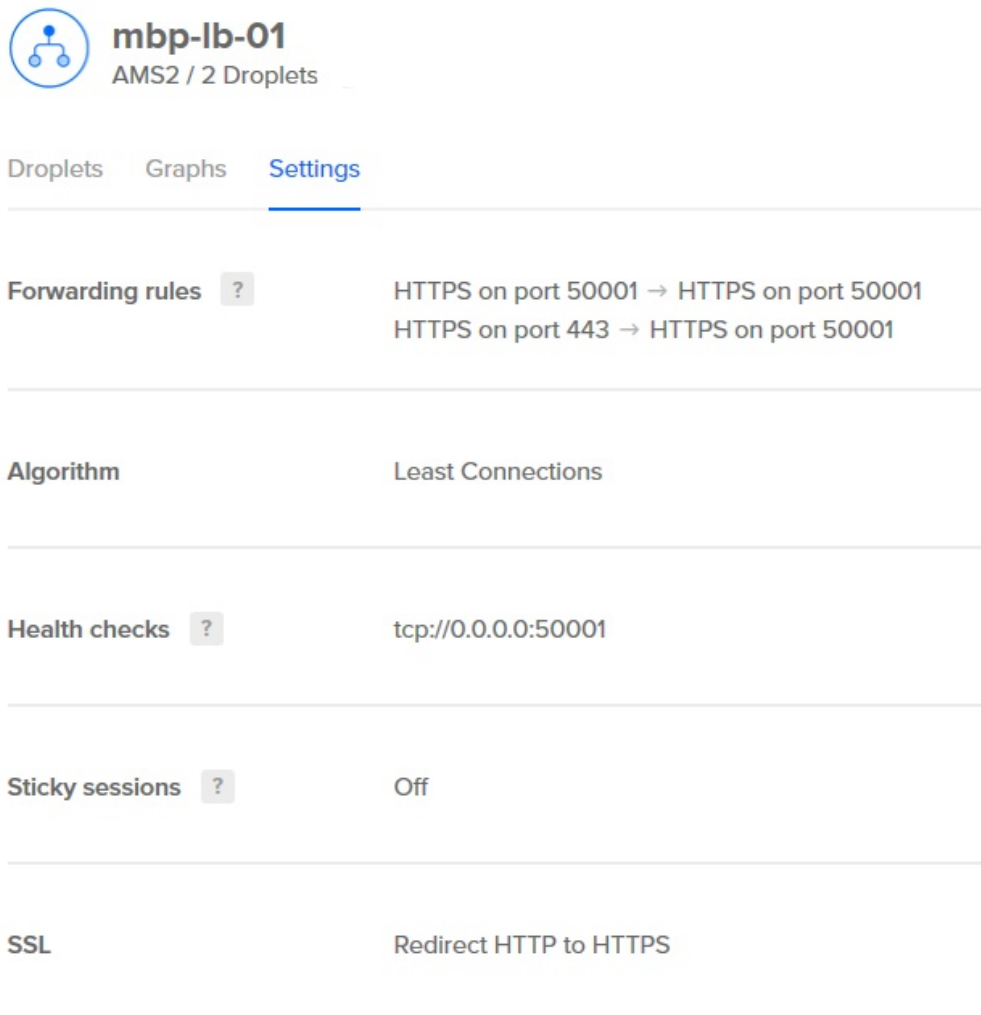 mbp-lb-01
AMS2 / 2 Droplets
Droplets Graphs Settings
Forwarding rules ? HTTPS on port 50001 → HTTPS on port 50001
HTTPS on port 443 → HTTPS on port 50001
Algorithm Least Connections
Health checks ? tcp://0.0.0.0:50001
Sticky sessions ? Off
SSL Redirect HTTP to HTTPS